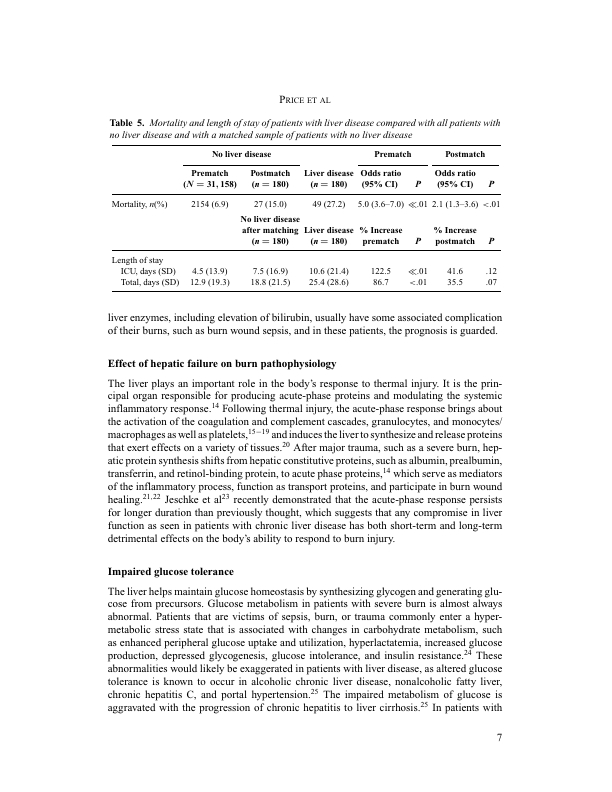 PRICE ET AL
Table 5. Mortality and length of stay of patients with liver disease compared with all patients with
no liver disease and with a matched sample of patients with no liver disease
No liver disease Prematch Postmatch
Prematch Postmatch Liver disease Odds ratio Odds ratio
(N = 31, 158) (n = 180) (n = 180) (95% CI) P (95% CI) P
Mortality, n(%) 2154 (6.9) 27 (15.0) 49 (27.2) 5.0 (3.6–7.0) ≪.01 2.1 (1.3–3.6) <.01
No liver disease
after matching Liver disease % Increase % Increase
(n = 180) (n = 180) prematch P postmatch P
Length of stay
ICU, days (SD) 4.5 (13.9) 7.5 (16.9) 10.6 (21.4) 122.5 ≪.01 41.6 .12
Total, days (SD) 12.9 (19.3) 18.8 (21.5) 25.4 (28.6) 86.7 <.01 35.5 .07
liver enzymes, including elevation of bilirubin, usually have some associated complication
of their burns, such as burn wound sepsis, and in these patients, the prognosis is guarded.
Effect of hepatic failure on burn pathophysiology
The liver plays an important role in the body's response to thermal injury. It is the prin-
cipal organ responsible for producing acute-phase proteins and modulating the systemic
inflammatory response.14 Following thermal injury, the acute-phase response brings about
the activation of the coagulation and complement cascades, granulocytes, and monocytes/
macrophages as well as platelets,15–19 and induces the liver to synthesize and release proteins
that exert effects on a variety of tissues.20 After major trauma, such as a severe burn, hep-
atic protein synthesis shifts from hepatic constitutive proteins, such as albumin, prealbumin,
transferrin, and retinol-binding protein, to acute phase proteins,14 which serve as mediators
of the inflammatory process, function as transport proteins, and participate in burn wound
healing.21,22 Jeschke et al23 recently demonstrated that the acute-phase response persists
for longer duration than previously thought, which suggests that any compromise in liver
function as seen in patients with chronic liver disease has both short-term and long-term
detrimental effects on the body's ability to respond to burn injury.
Impaired glucose tolerance
The liver helps maintain glucose homeostasis by synthesizing glycogen and generating glu-
cose from precursors. Glucose metabolism in patients with severe burn is almost always
abnormal. Patients that are victims of sepsis, burn, or trauma commonly enter a hyper-
metabolic stress state that is associated with changes in carbohydrate metabolism, such
as enhanced peripheral glucose uptake and utilization, hyperlactatemia, increased glucose
production, depressed glycogenesis, glucose intolerance, and insulin resistance.24 These
abnormalities would likely be exaggerated in patients with liver disease, as altered glucose
tolerance is known to occur in alcoholic chronic liver disease, nonalcoholic fatty liver,
chronic hepatitis C, and portal hypertension.25 The impaired metabolism of glucose is
aggravated with the progression of chronic hepatitis to liver cirrhosis.25 In patients with
7